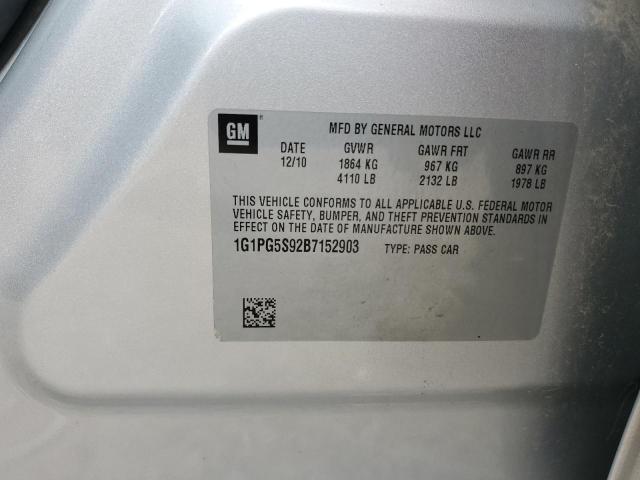 GM ®
MFD BY GENERAL MOTORS LLC
DATE GVWR GAWR FRT GAWR RR
12/10 1864 KG 967 KG 897 KG
4110 LB 2132 LB 1978 LB
THIS VEHICLE CONFORMS TO ALL APPLICABLE U.S. FEDERAL MOTOR
VEHICLE SAFETY, BUMPER, AND THEFT PREVENTION STANDARDS IN
EFFECT ON THE DATE OF MANUFACTURE SHOWN ABOVE.
1G1PG5S92B7152903 TYPE: PASS CAR